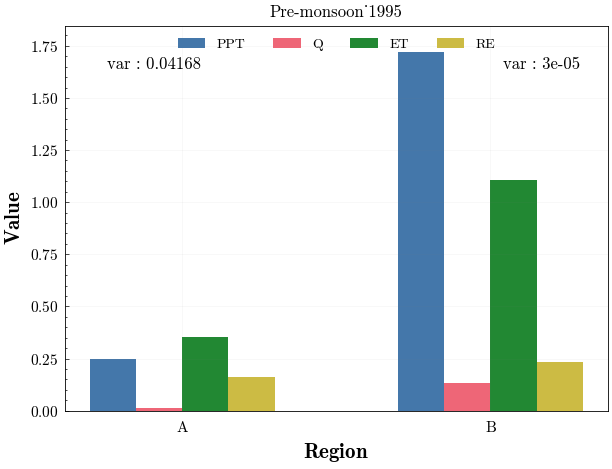 Pre-monsoon˙1995
PPT Q ET RE
var : 0.04168
var : 3e-05
1.75
1.50
1.25
1.00
0.75
0.50
0.25
0.00
Value
A B
Region